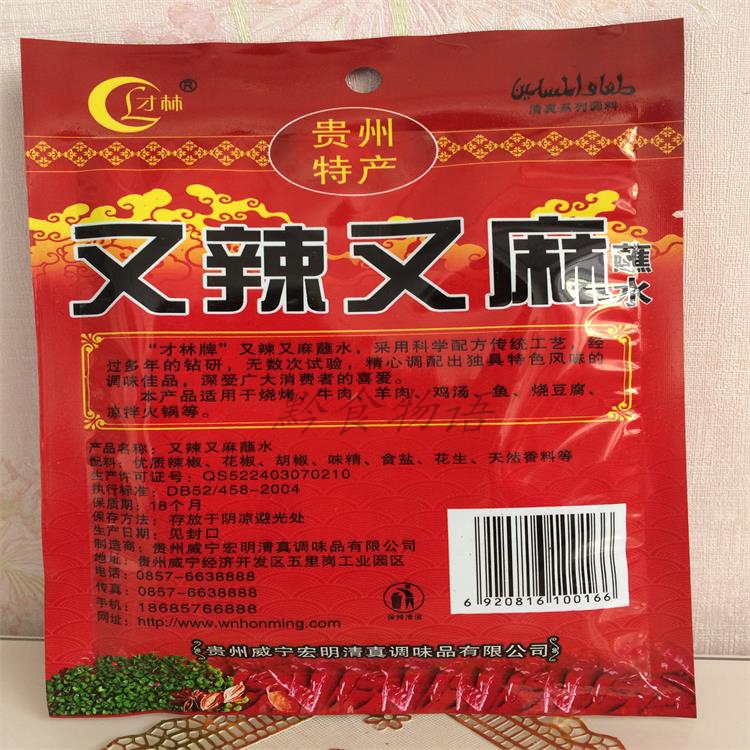 才林®
طعام المسلمين
清真系列调料
贵州
特产
又辣又麻
蘸水
“才林牌”又辣又麻蘸水，采用科学配方传统工艺，经
过多年的钻研，无数次试验，精心调配出独具特色风味的
调味佳品，深受广大消费者的喜爱。
本产品适用于烧烤、牛肉、羊肉、鸡汤、鱼、烧豆腐、
凉拌火锅等。
黔食物语
产品名称：又辣又麻蘸水
配料：优质辣椒、花椒、胡椒、味精、食盐、花生、天然香料等
生产许可证号：QS522403070210
执行标准：DB52/458-2004
保质期：18个月
保存方法：存放于阴凉避光处
生产日期：见封口
制造商：贵州威宁宏明清真调味品有限公司
地址：贵州威宁经济开发区五里岗工业园区
电话：0857-6638888
传真：0857-6638888
手机：18685766888
网址：http://www.wnhonming.com
保持清洁
6 920816 100166
贵州威宁宏明清真调味品有限公司